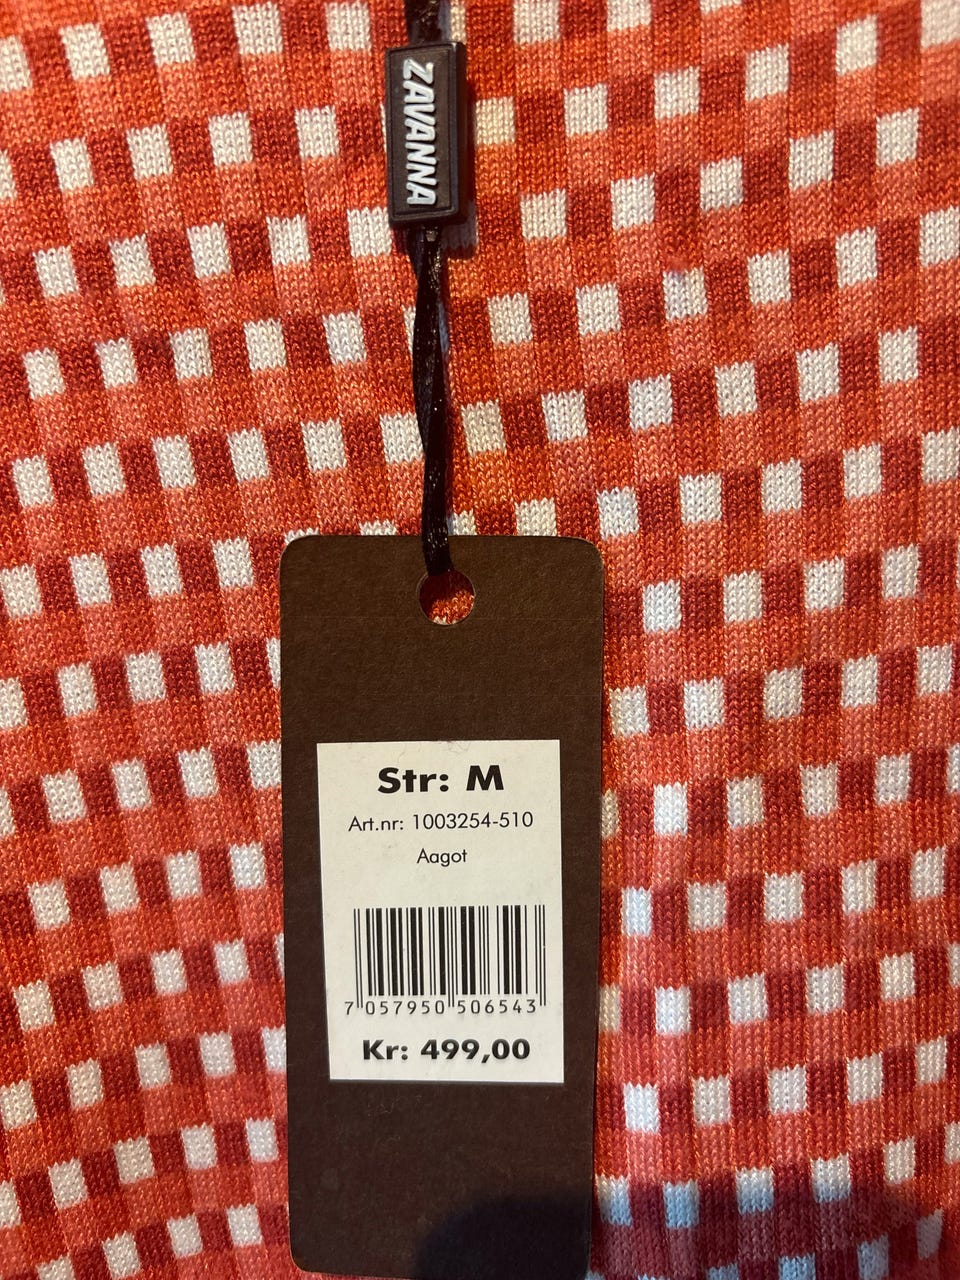 ZAVANNA
Str: M
Art.nr: 1003254-510
Aagot
7 057950 506543
Kr: 499,00